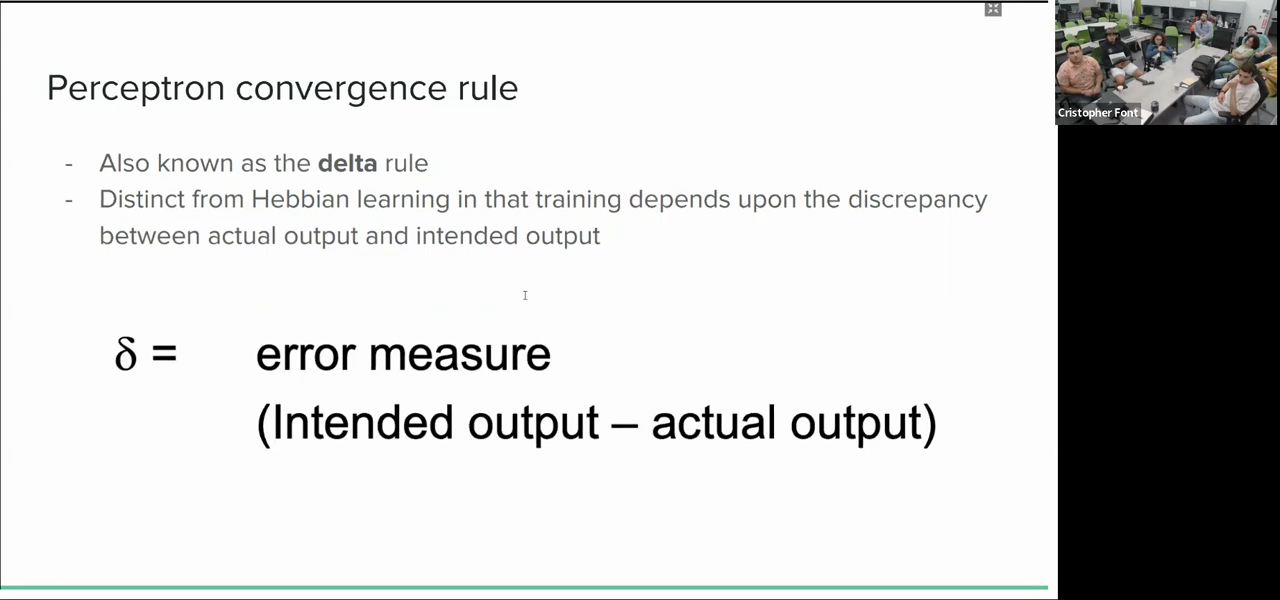 Perceptron convergence rule
- Also known as the delta rule
- Distinct from Hebbian learning in that training depends upon the discrepancy
between actual output and intended output
δ = error measure
(Intended output – actual output)
Cristopher Font